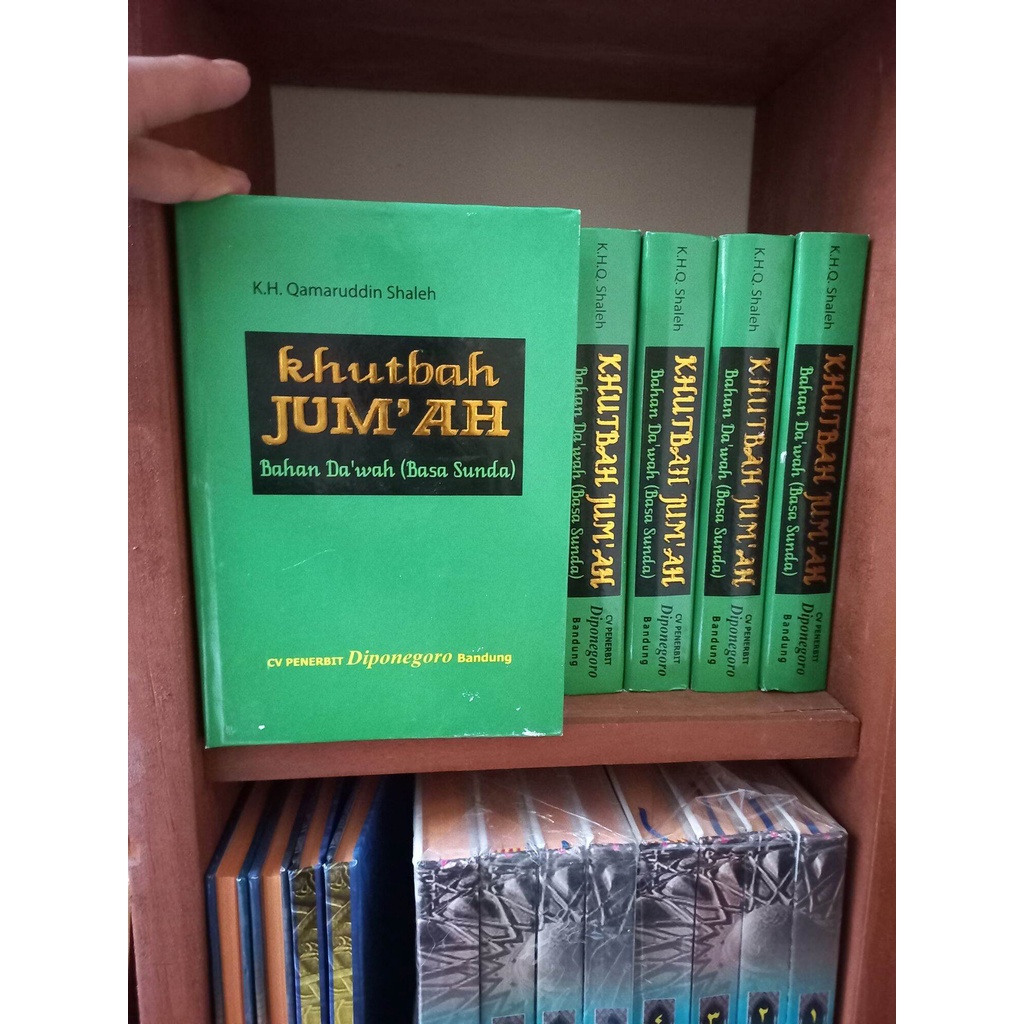 K.H. Qamaruddin Shaleh
khutbah
JUM'AH
Bahan Da'wah (Basa Sunda)
CV PENERBIT Diponegoro Bandung
K.H.Q. Shaleh
KHUTBAH JUM'AH
Bahan Da'wah (Basa Sunda)
CV PENERBIT
Diponegoro
Bandung
K.H.Q. Shaleh
KHUTBAH JUM'AH
Bahan Da'wah (Basa Sunda)
CV PENERBIT
Diponegoro
Bandung
K.H.Q. Shaleh
KHUTBAH JUM'AH
Bahan Da'wah (Basa Sunda)
CV PENERBIT
Diponegoro
Bandung
K.H.Q. Shaleh
KHUTBAH JUM'AH
Bahan Da'wah (Basa Sunda)
CV PENERBIT
Diponegoro
Bandung
٣
٢
١